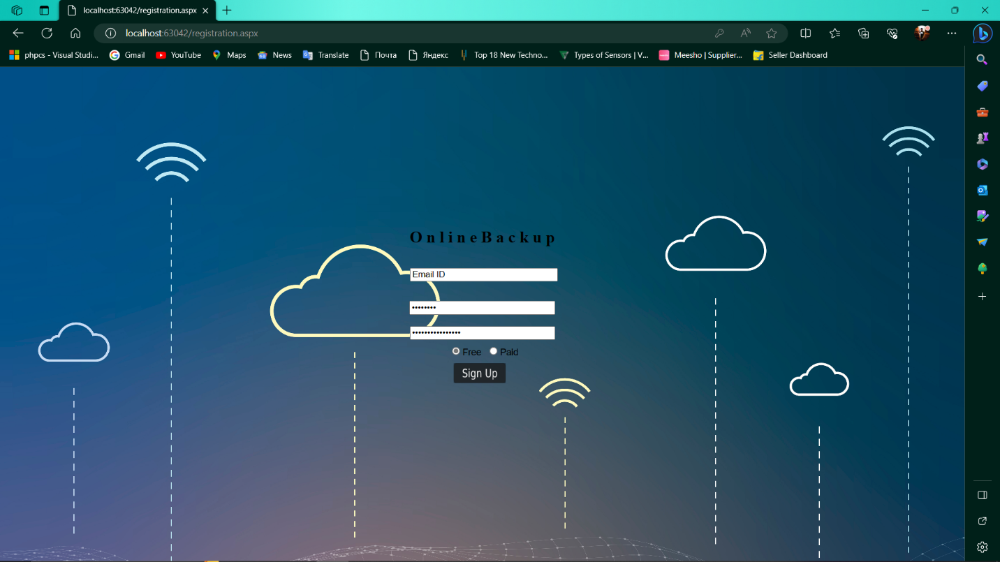 localhost:63042/registration.aspx
localhost:63042/registration.aspx
phpcs - Visual Studi... Gmail YouTube Maps News Translate Почта Яндекс Top 18 New Techno... Types of Sensors | V... Meesho | Supplier... Seller Dashboard
OnlineBackup
Email ID
••••••••
••••••••••••••••
Free Paid
Sign Up